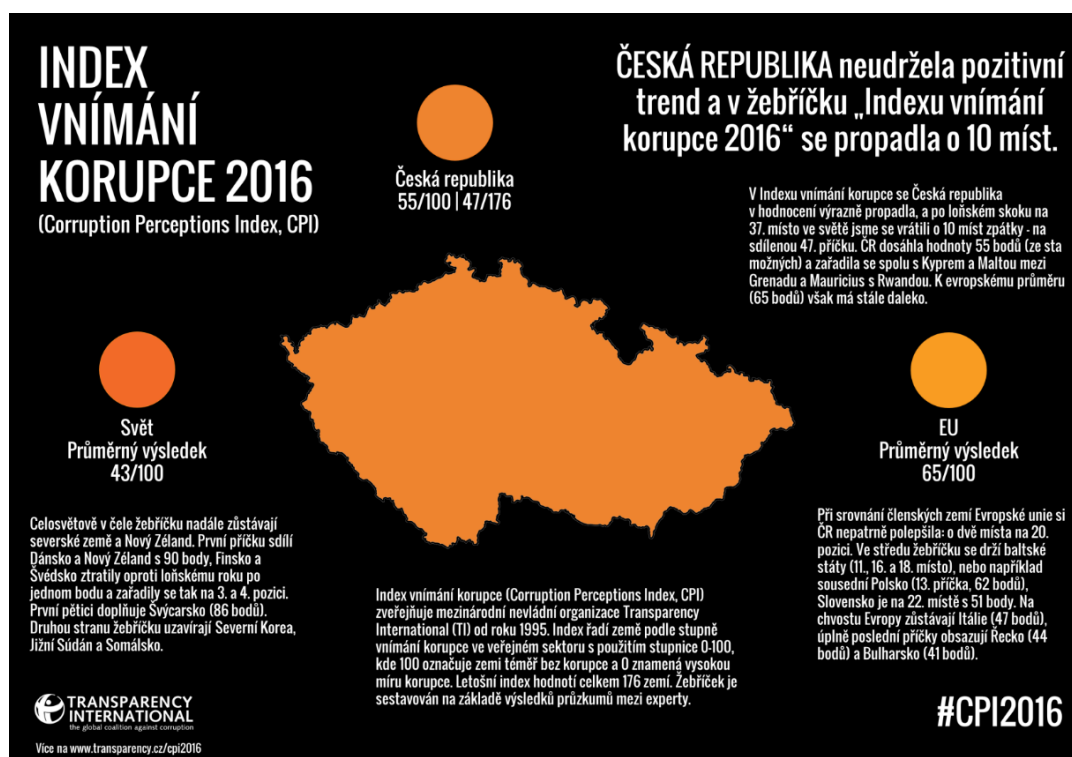 INDEX
VNÍMÁNÍ
KORUPCE 2016
(Corruption Perceptions Index, CPI)
Česká republika
55/100 | 47/176
ČESKÁ REPUBLIKA neudržela pozitivní
trend a v žebříčku „Indexu vnímání
korupce 2016“ se propadla o 10 míst.
V Indexu vnímání korupce se Česká republika
v hodnocení výrazně propadla, a po loňském skoku na
37. místo ve světě jsme se vrátili o 10 míst zpátky - na
sdílenou 47. příčku. ČR dosáhla hodnoty 55 bodů (ze sta
možných) a zařadila se spolu s Kyprem a Maltou mezi
Grenadu a Mauricius s Rwandou. K evropskému průměru
(65 bodů) však má stále daleko.
Svět
Průměrný výsledek
43/100
EU
Průměrný výsledek
65/100
Celosvětově v čele žebříčku nadále zůstávají
severské země a Nový Zéland. První příčku sdílí
Dánsko a Nový Zéland s 90 body, Finsko a
Švédsko ztratily oproti loňskému roku po
jednom bodu a zařadily se tak na 3. a 4. pozici.
První pětici doplňuje Švýcarsko (86 bodů).
Druhou stranu žebříčku uzavírají Severní Korea,
Jižní Súdán a Somálsko.
Index vnímání korupce (Corruption Perceptions Index, CPI)
zveřejňuje mezinárodní nevládní organizace Transparency
International (TI) od roku 1995. Index řadí země podle stupně
vnímání korupce ve veřejném sektoru s použitím stupnice 0-100,
kde 100 označuje zemi téměř bez korupce a 0 znamená vysokou
míru korupce. Letošní index hodnotí celkem 176 zemí. Žebříček je
sestavován na základě výsledků průzkumů mezi experty.
Při srovnání členských zemí Evropské unie si
ČR nepatrně polepšila: o dvě místa na 20.
pozici. Ve středu žebříčku se drží baltské
státy (11., 16. a 18. místo), nebo například
sousední Polsko (13. příčka, 62 bodů),
Slovensko je na 22. místě s 51 body. Na
chvostu Evropy zůstávají Itálie (47 bodů),
úplně poslední příčky obsazují Řecko (44
bodů) a Bulharsko (41 bodů).
TRANSPARENCY
INTERNATIONAL
the global coalition against corruption
Více na www.transparency.cz/cpi2016
#CPI2016